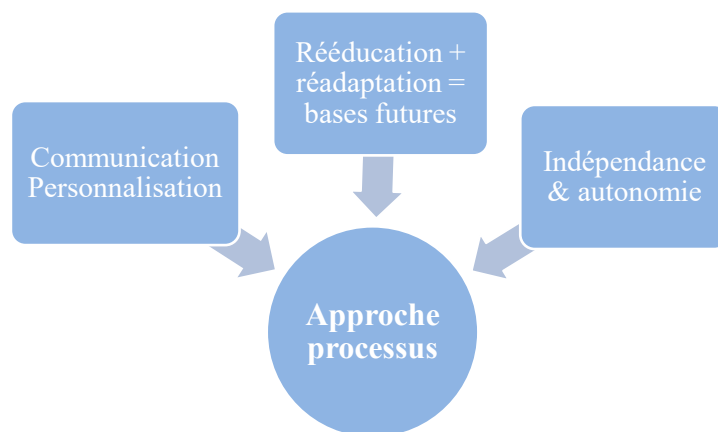 Rééducation +
réadaptation =
bases futures
Communication
Personnalisation
Indépendance
& autonomie
Approche
processus